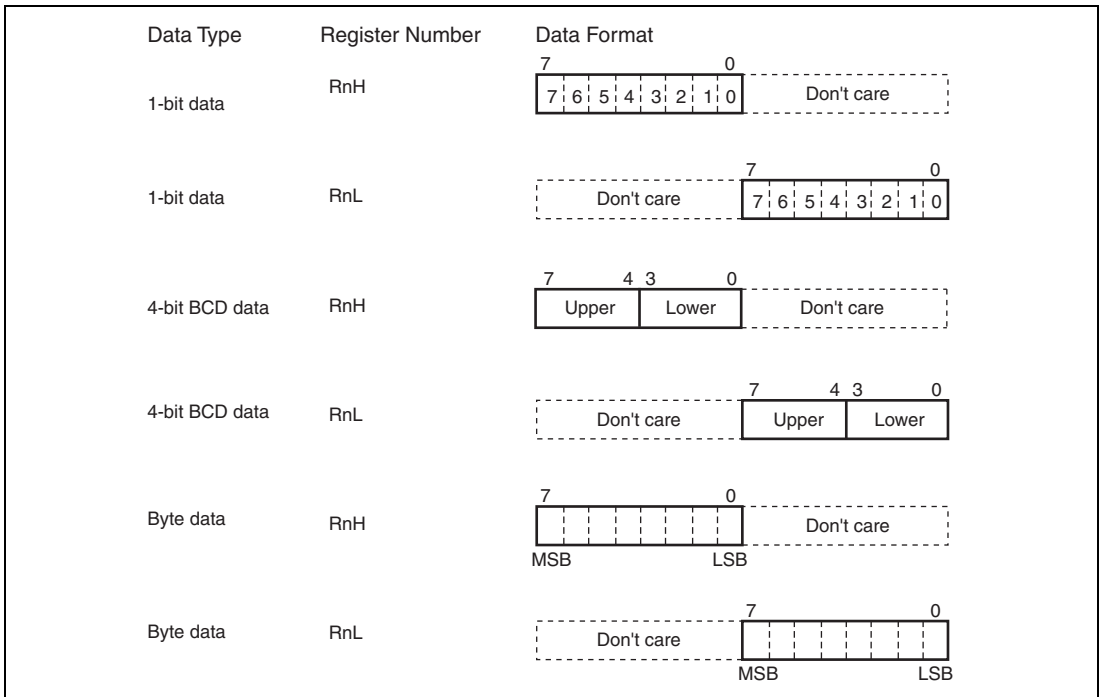 Data Type Register Number Data Format
7 0
1-bit data RnH 7 6 5 4 3 2 1 0 Don't care
7 0
1-bit data RnL Don't care 7 6 5 4 3 2 1 0
7 4 3 0
4-bit BCD data RnH Upper Lower Don't care
7 4 3 0
4-bit BCD data RnL Don't care Upper Lower
7 0
Byte data RnH Don't care
MSB LSB
7 0
Byte data RnL Don't care
MSB LSB